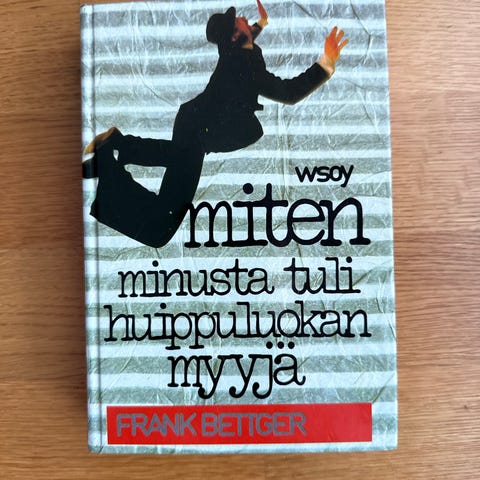 wsoy
miten
minusta tuli
huippuluokan
myyjä
FRANK BETTGER